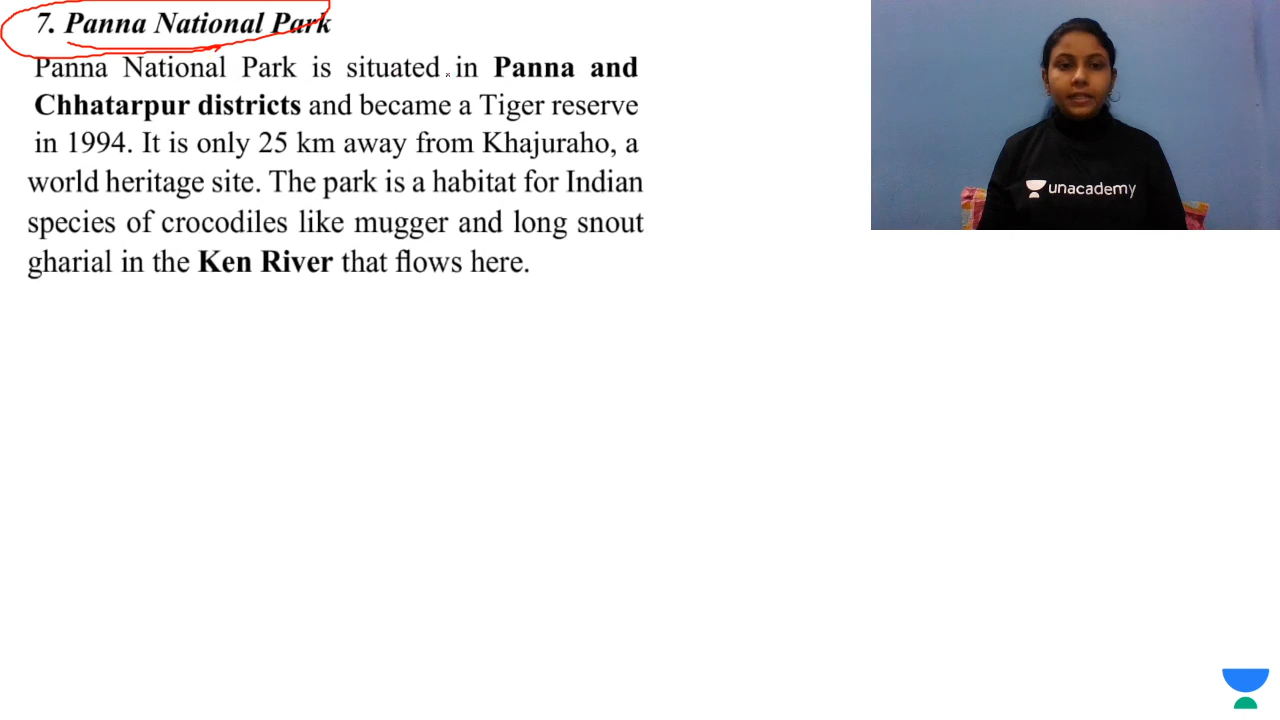 7. Panna National Park
Panna National Park is situated in Panna and
Chhatarpur districts and became a Tiger reserve
in 1994. It is only 25 km away from Khajuraho, a
world heritage site. The park is a habitat for Indian
species of crocodiles like mugger and long snout
gharial in the Ken River that flows here.
unacademy